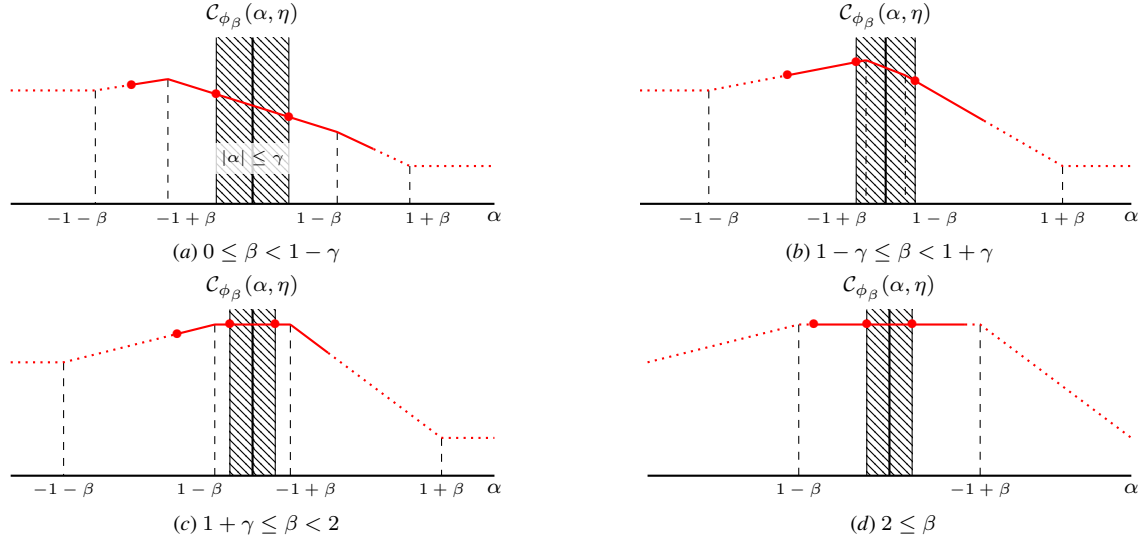 𝒞_{ϕ_β}(α, η)
𝒞_{ϕ_β}(α, η)
|α| ≤ γ
−1 − β −1 + β 1 − β 1 + β α
−1 − β −1 + β 1 − β 1 + β α
(a) 0 ≤ β < 1 − γ
(b) 1 − γ ≤ β < 1 + γ
𝒞_{ϕ_β}(α, η)
𝒞_{ϕ_β}(α, η)
−1 − β 1 − β −1 + β 1 + β α
1 − β −1 + β α
(c) 1 + γ ≤ β < 2
(d) 2 ≤ β